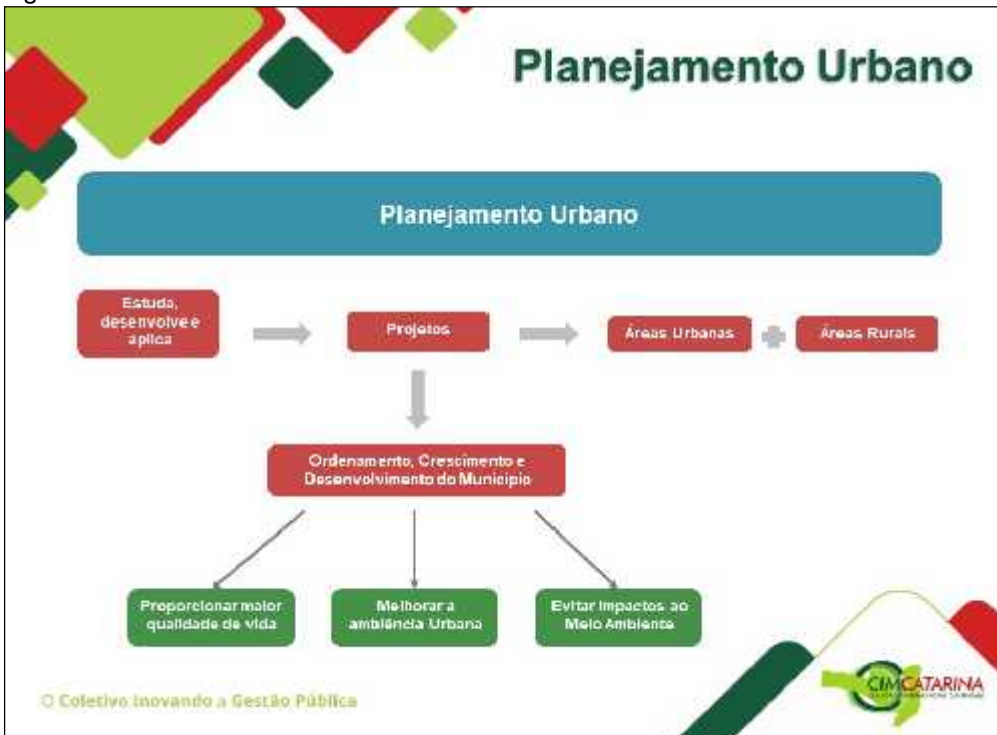 Planejamento Urbano
Planejamento Urbano
Estuda,
desenvolve e
aplica
Projetos
Áreas Urbanas
Áreas Rurais
Ordenamento, Crescimento e
Desenvolvimento do Município
Proporcionar maior
qualidade de vida
Melhorar a
ambiência Urbana
Evitar Impactos ao
Meio Ambiente
O Coletivo Inovando a Gestão Pública
CIMCATARINA